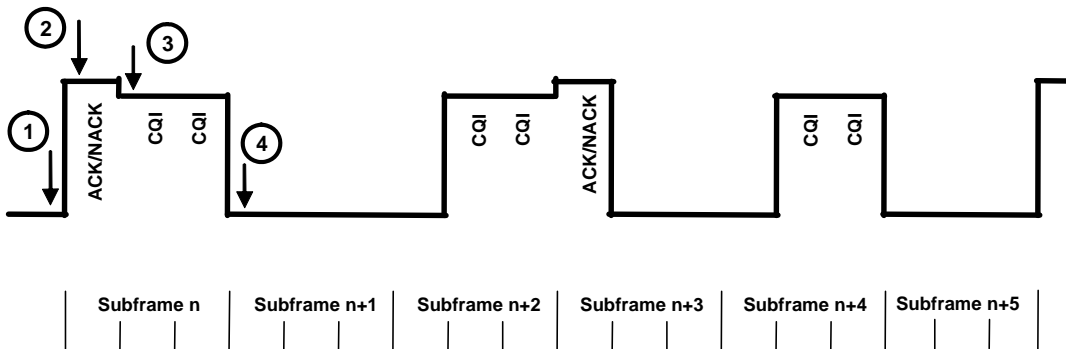 2
3
1
4
ACK/NACK
CQI
CQI
CQI
CQI
ACK/NACK
CQI
CQI
Subframe n
Subframe n+1
Subframe n+2
Subframe n+3
Subframe n+4
Subframe n+5